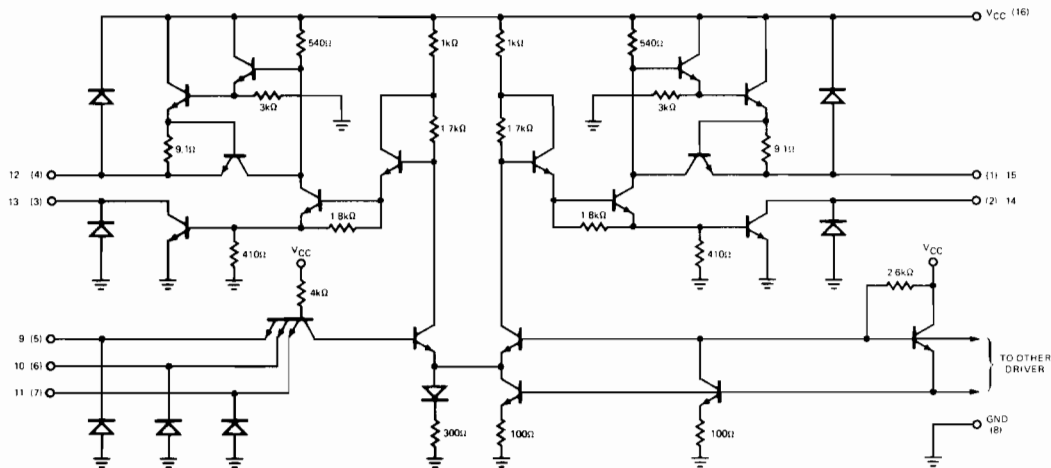 VCC (16)
540Ω
1kΩ
1kΩ
540Ω
3kΩ
3kΩ
1.7kΩ
1.7kΩ
9.1Ω
9.1Ω
12 (4)
(1) 15
13 (3)
(2) 14
1.8kΩ
1.8kΩ
410Ω
410Ω
VCC
VCC
4kΩ
2.6kΩ
9 (5)
10 (6)
TO OTHER
DRIVER
11 (7)
GND
(8)
300Ω
100Ω
100Ω